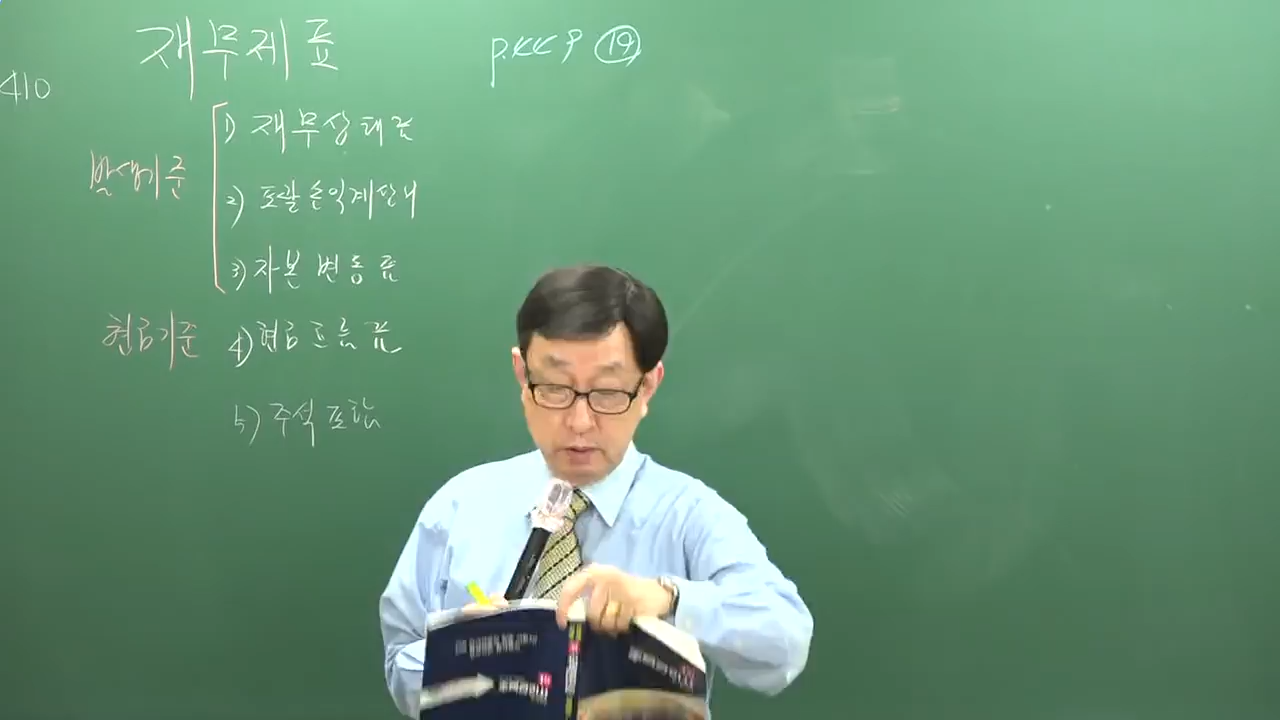 재무제표
p.449 ⑲
410
1) 재무상태표
발생기준
2) 포괄손익계산서
3) 자본변동표
현금기준
4) 현금흐름표
5) 주석 포함